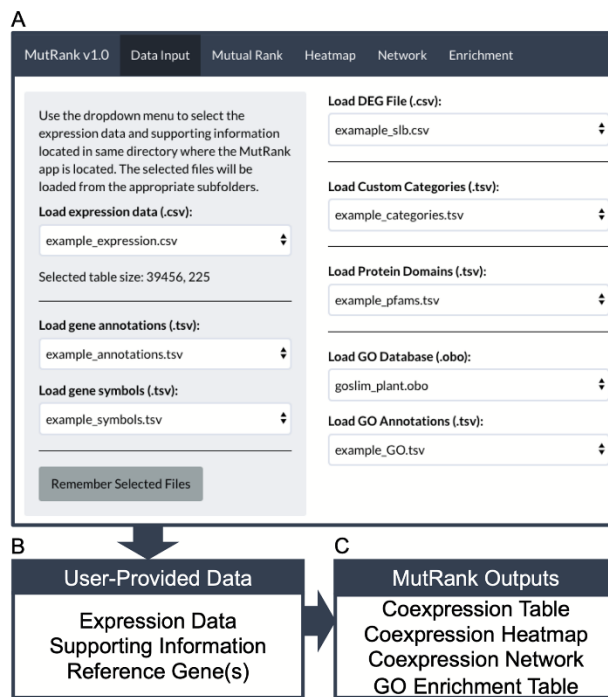 A
MutRank v1.0 Data Input Mutual Rank Heatmap Network Enrichment
Use the dropdown menu to select the
expression data and supporting information
located in same directory where the MutRank
app is located. The selected files will be
loaded from the appropriate subfolders.
Load expression data (.csv):
example_expression.csv
Selected table size: 39456, 225
Load gene annotations (.tsv):
example_annotations.tsv
Load gene symbols (.tsv):
example_symbols.tsv
Remember Selected Files
Load DEG File (.csv):
examaple_slb.csv
Load Custom Categories (.tsv):
example_categories.tsv
Load Protein Domains (.tsv):
example_pfams.tsv
Load GO Database (.obo):
goslim_plant.obo
Load GO Annotations (.tsv):
example_GO.tsv
B
User-Provided Data
Expression Data
Supporting Information
Reference Gene(s)
C
MutRank Outputs
Coexpression Table
Coexpression Heatmap
Coexpression Network
GO Enrichment Table